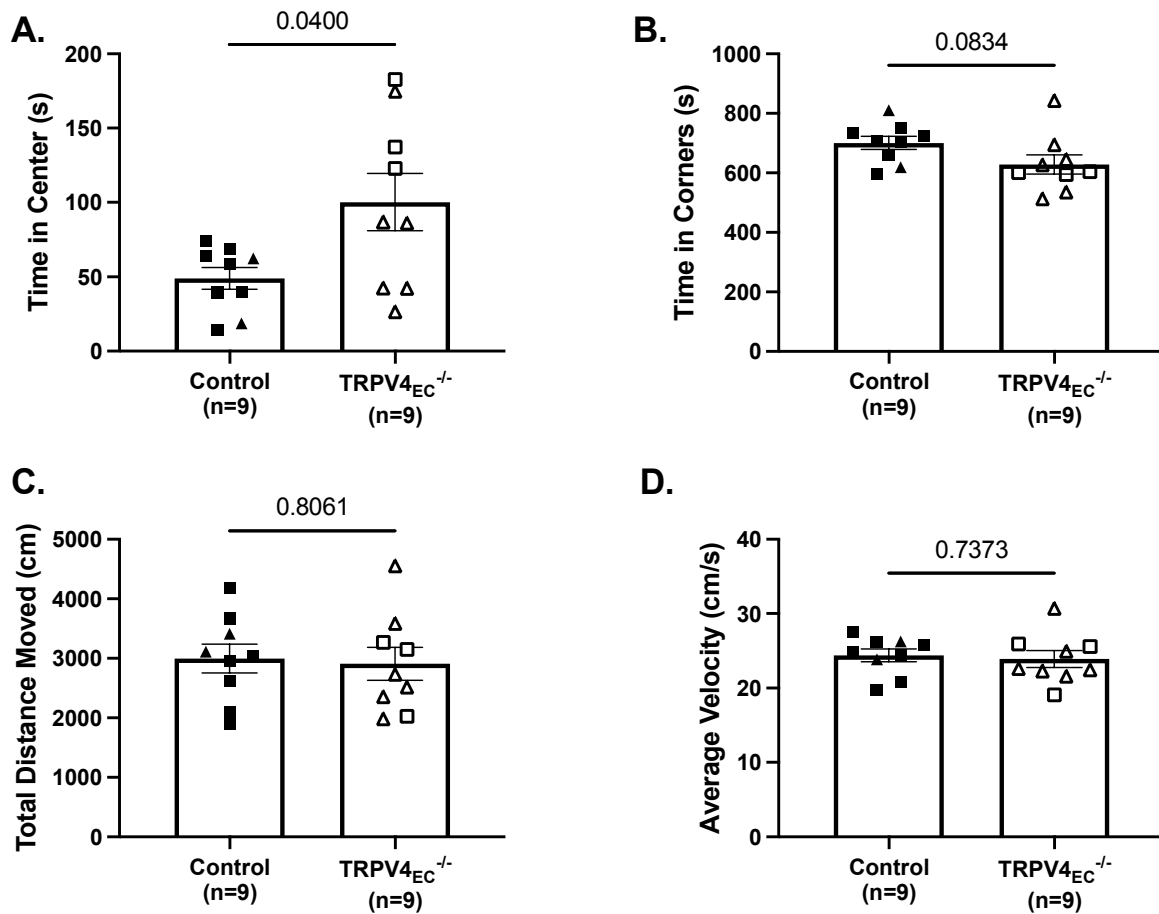 A.
0.0400
Time in Center (s)
200
150
100
50
0
Control
(n=9)
TRPV4EC-/-
(n=9)
B.
0.0834
Time in Corners (s)
1000
800
600
400
200
0
Control
(n=9)
TRPV4EC-/-
(n=9)
C.
0.8061
Total Distance Moved (cm)
5000
4000
3000
2000
1000
0
Control
(n=9)
TRPV4EC-/-
(n=9)
D.
0.7373
Average Velocity (cm/s)
40
30
20
10
0
Control
(n=9)
TRPV4EC-/-
(n=9)